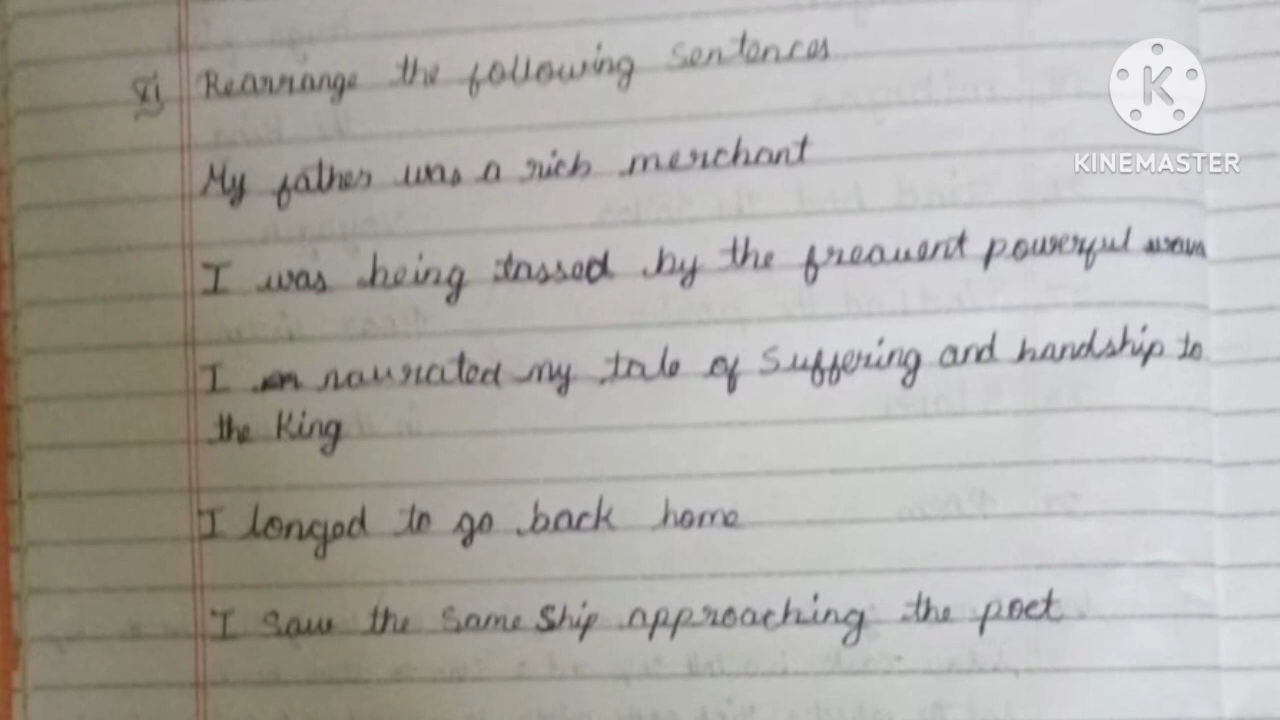 Rearrange the following sentences
KINEMASTER
My father was a rich merchant
I was being tossed by the frequent powerful
I narrated my tale of suffering and hardship to
the King
I longed to go back home
I saw the same ship approaching the poet